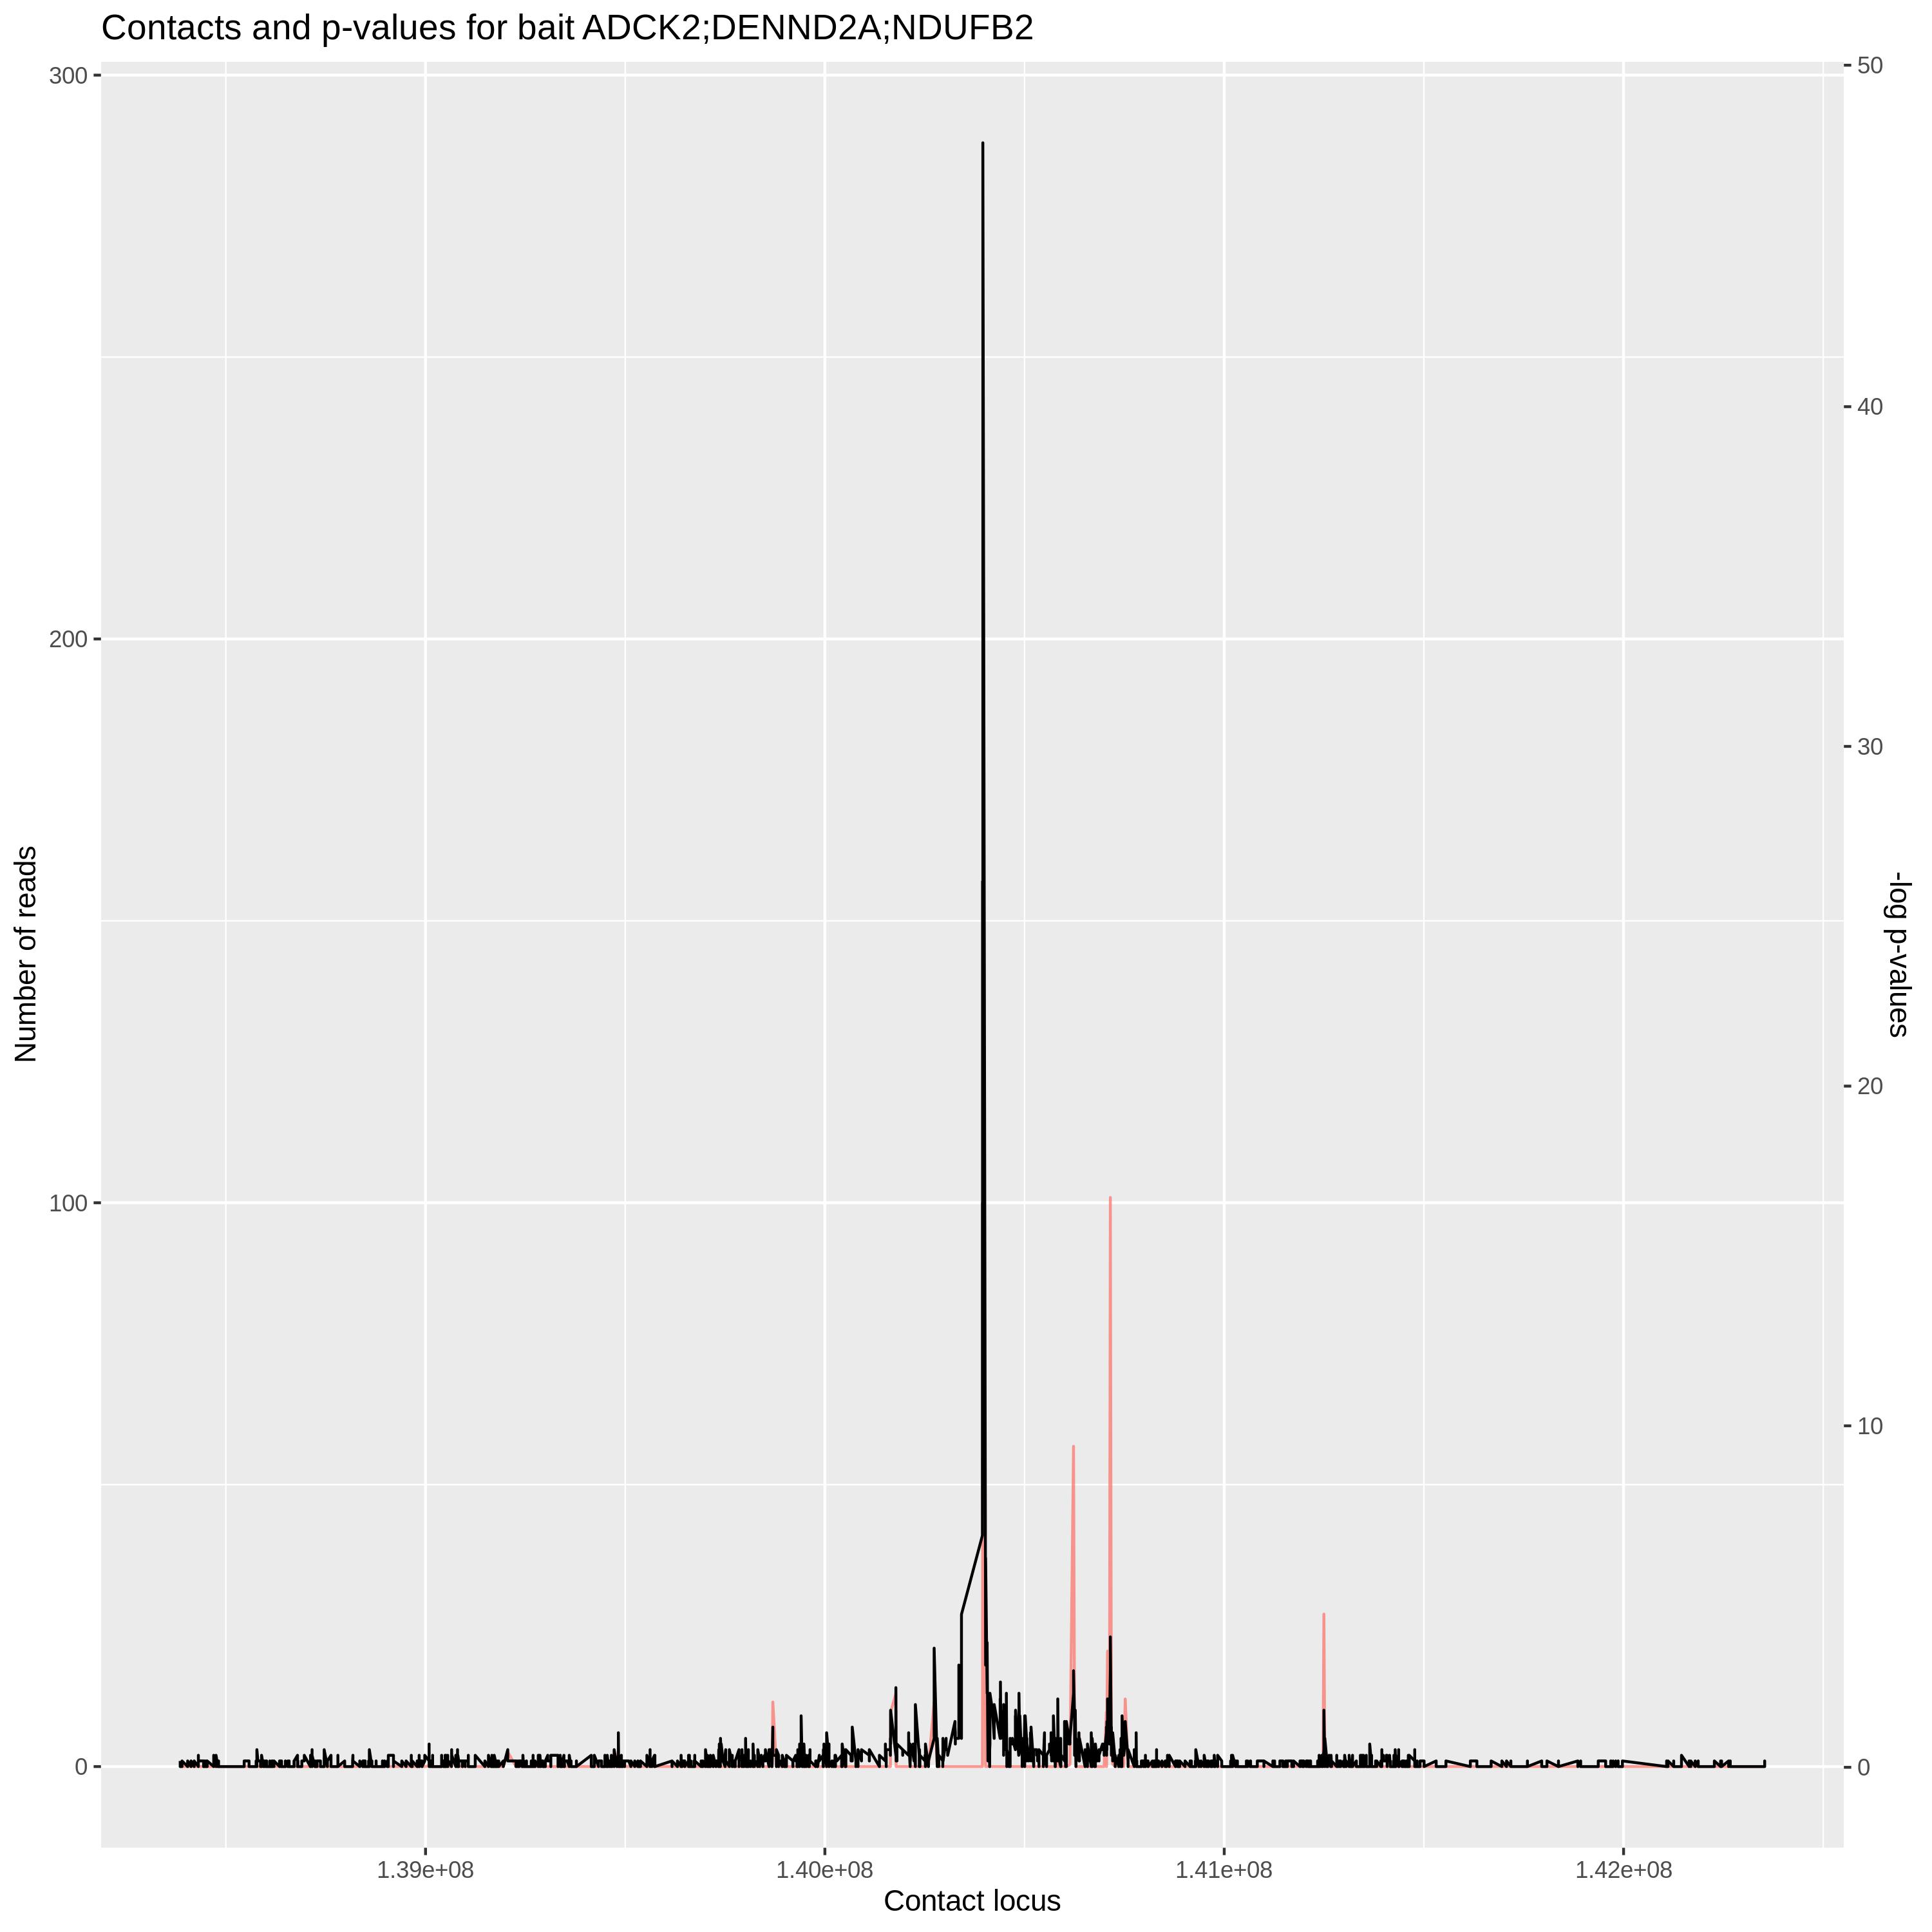 Contacts and p-values for bait ADCK2;DENND2A;NDUFB2
300
200
100
0
Number of reads
50
40
30
20
10
0
-log p-values
1.39e+08
1.40e+08
1.41e+08
1.42e+08
Contact locus